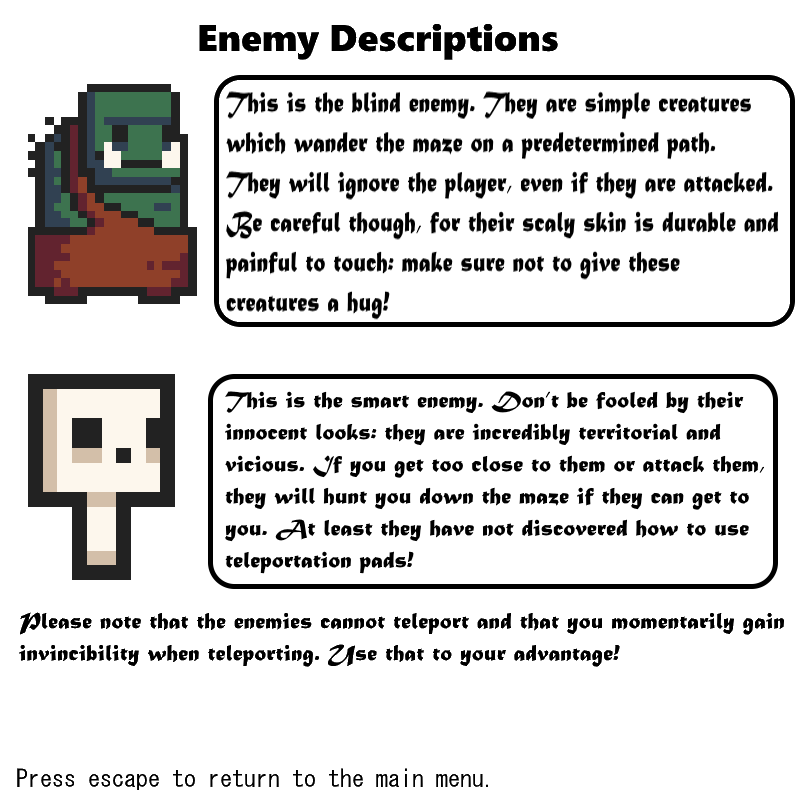 Enemy Descriptions
This is the blind enemy. They are simple creatures
which wander the maze on a predetermined path.
They will ignore the player, even if they are attacked.
Be careful though, for their scaly skin is durable and
painful to touch: make sure not to give these
creatures a hug!
This is the smart enemy. Don't be fooled by their
innocent looks: they are incredibly territorial and
vicious. If you get too close to them or attack them,
they will hunt you down the maze if they can get to
you. At least they have not discovered how to use
teleportation pads!
Please note that the enemies cannot teleport and that you momentarily gain
invincibility when teleporting. Use that to your advantage!
Press escape to return to the main menu.